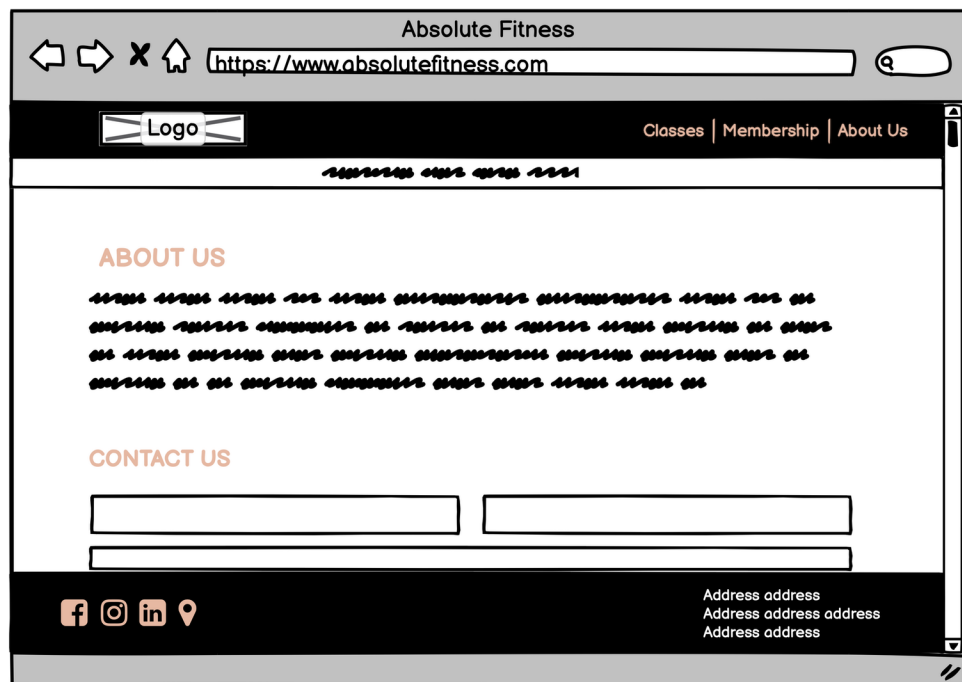 Absolute Fitness
https://www.absolutefitness.com
Logo
Classes | Membership | About Us
ABOUT US
CONTACT US
Address address
Address address address
Address address